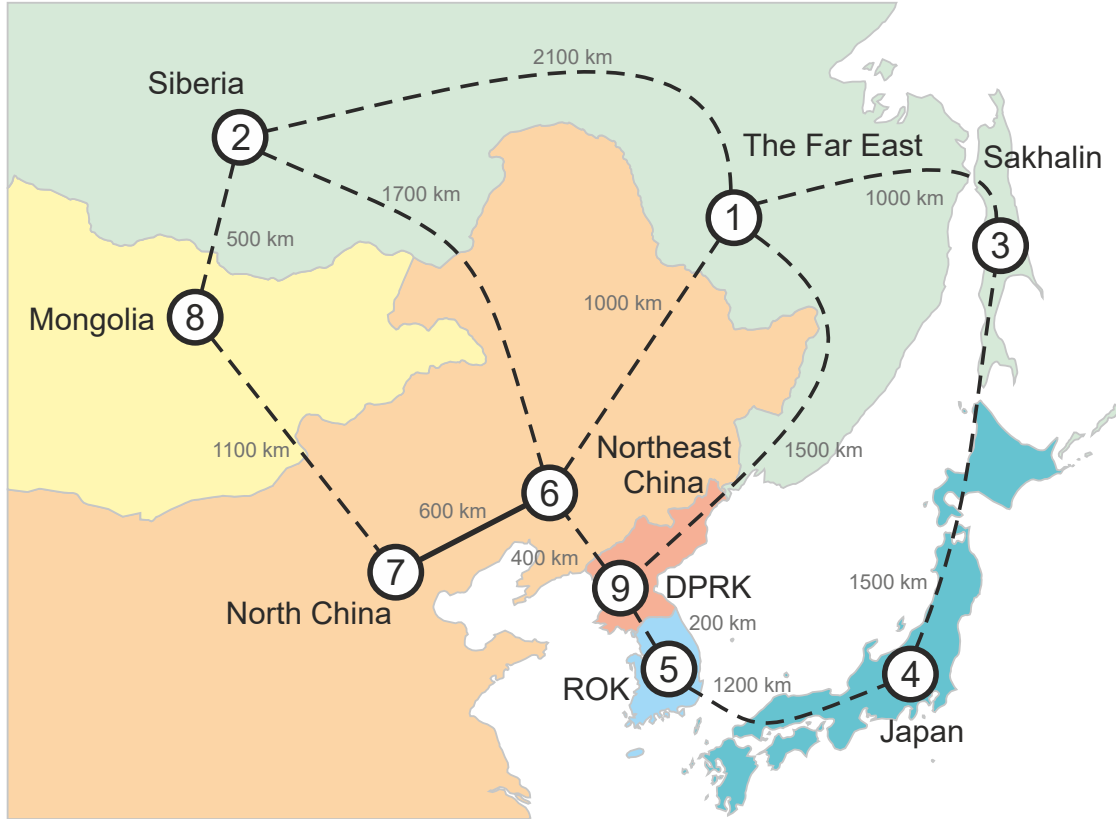 2100 km
Siberia
2
The Far East
Sakhalin
1700 km
1000 km
1
500 km
3
1000 km
Mongolia
8
1100 km
Northeast
China
1500 km
6
600 km
400 km
7
9
DPRK
1500 km
North China
200 km
5
ROK
1200 km
4
Japan